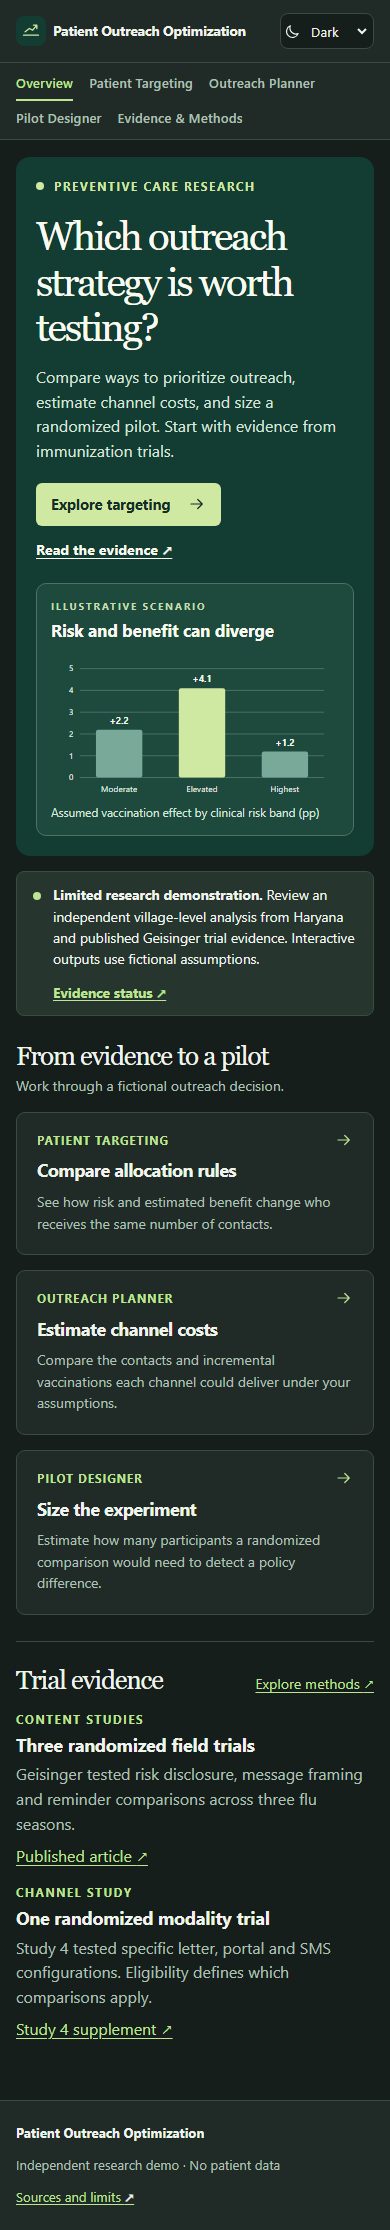 Patient Outreach Optimization
Dark
Overview Patient Targeting Outreach Planner
Pilot Designer Evidence & Methods
PREVENTIVE CARE RESEARCH
Which outreach
strategy is worth
testing?
Compare ways to prioritize outreach,
estimate channel costs, and size a
randomized pilot. Start with evidence from
immunization trials.
Explore targeting →
Read the evidence ↗
ILLUSTRATIVE SCENARIO
Risk and benefit can diverge
5
4
3
2
1
0
+2.2
+4.1
+1.2
Moderate Elevated Highest
Assumed vaccination effect by clinical risk band (pp)
Limited research demonstration. Review an
independent village-level analysis from Haryana
and published Geisinger trial evidence. Interactive
outputs use fictional assumptions.
Evidence status ↗
From evidence to a pilot
Work through a fictional outreach decision.
PATIENT TARGETING →
Compare allocation rules
See how risk and estimated benefit change who
receives the same number of contacts.
OUTREACH PLANNER →
Estimate channel costs
Compare the contacts and incremental
vaccinations each channel could deliver under your
assumptions.
PILOT DESIGNER →
Size the experiment
Estimate how many participants a randomized
comparison would need to detect a policy
difference.
Trial evidence Explore methods ↗
CONTENT STUDIES
Three randomized field trials
Geisinger tested risk disclosure, message framing
and reminder comparisons across three flu
seasons.
Published article ↗
CHANNEL STUDY
One randomized modality trial
Study 4 tested specific letter, portal and SMS
configurations. Eligibility defines which
comparisons apply.
Study 4 supplement ↗
Patient Outreach Optimization
Independent research demo · No patient data
Sources and limits ↗